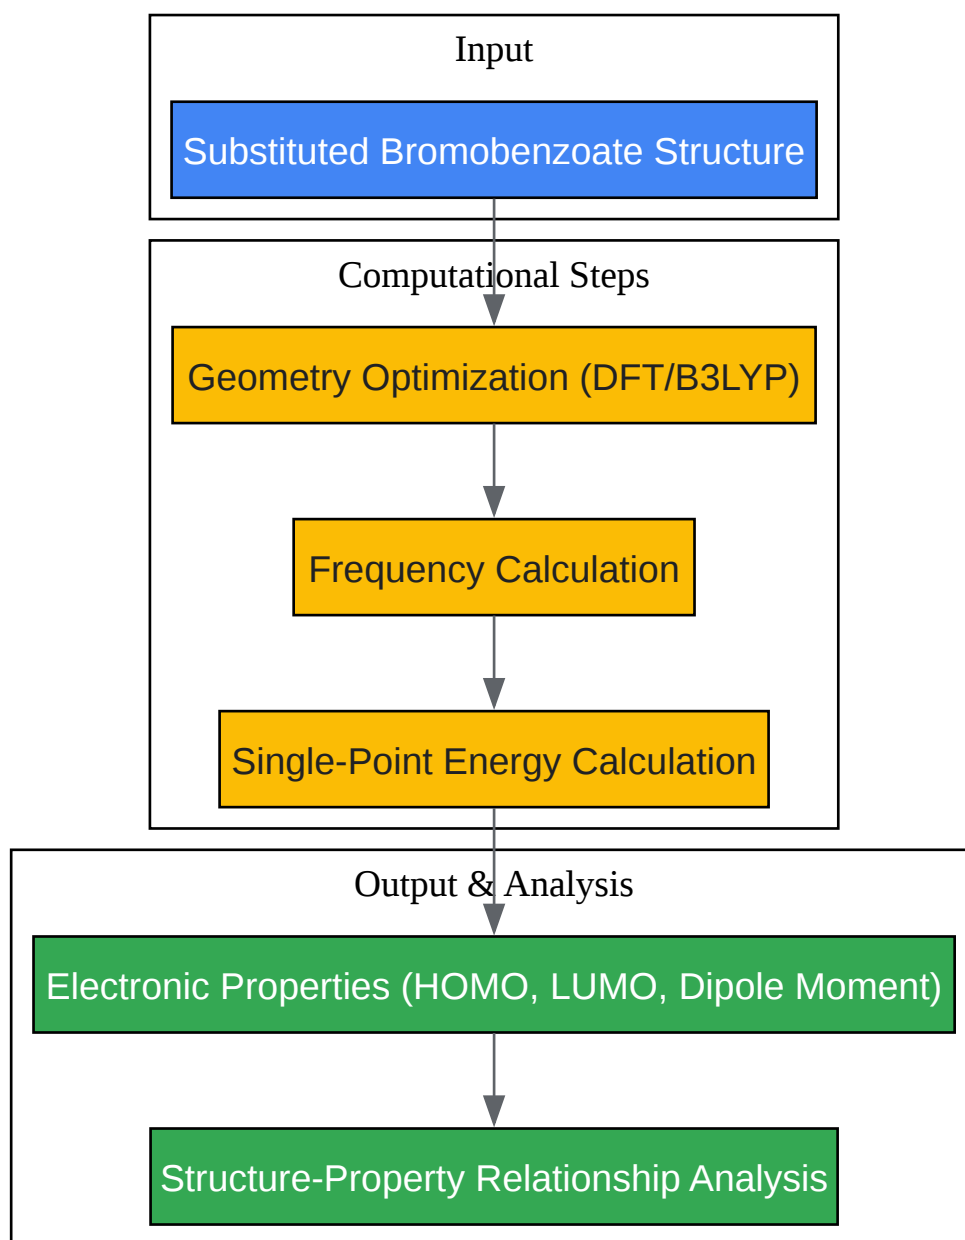 Input
Substituted Bromobenzoate Structure
Computational Steps
Geometry Optimization (DFT/B3LYP)
Frequency Calculation
Single-Point Energy Calculation
Output & Analysis
Electronic Properties (HOMO, LUMO, Dipole Moment)
Structure-Property Relationship Analysis